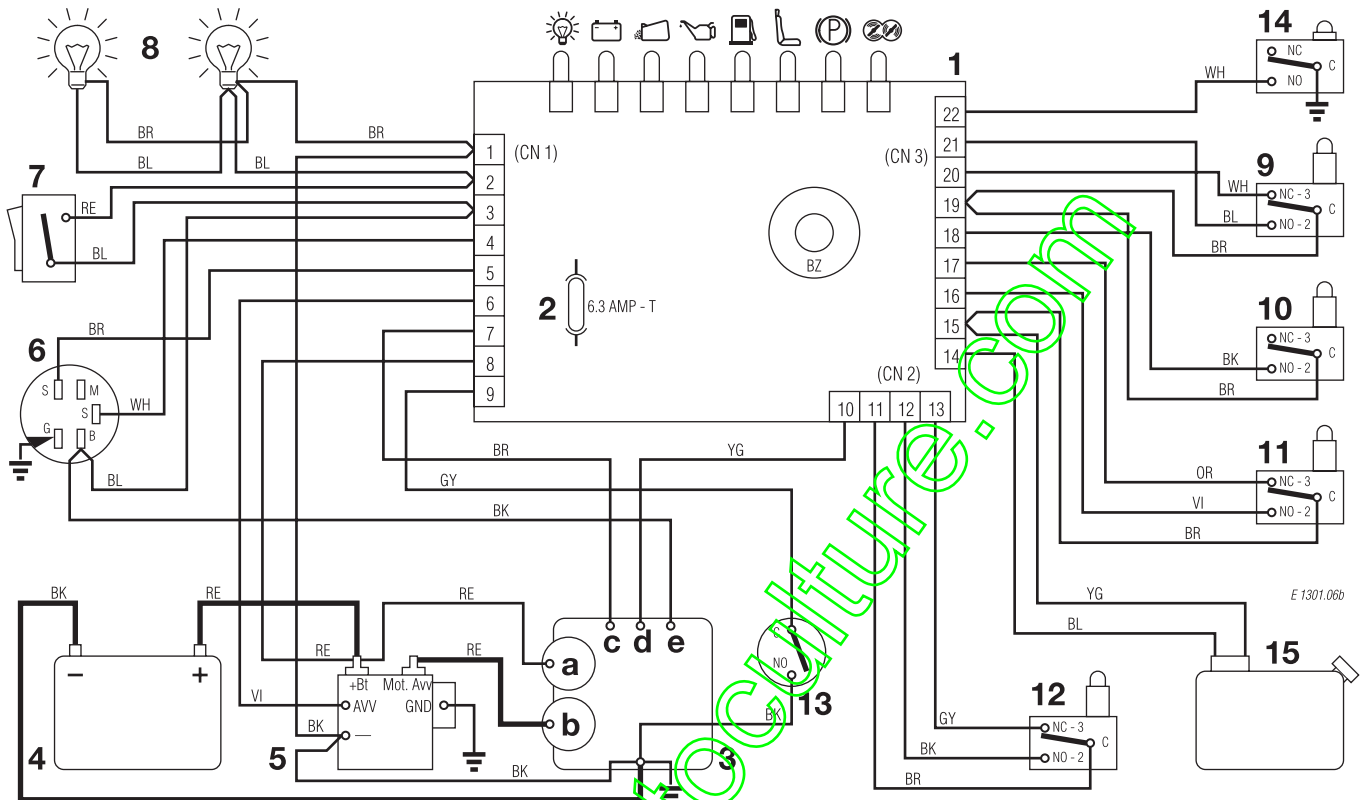 8
P
1
14
NC
C
NO
WH
BR
BR
BL
BL
7
RE
BL
1
2
3
4
5
6
7
8
9
(CN 1)
(CN 3)
22
21
20
19
18
17
16
15
14
BZ
2
6.3 AMP - T
(CN 2)
10
11
12
13
9
WH
NC - 3
C
BL
NO - 2
BR
10
NC - 3
C
BK
NO - 2
BR
11
OR
NC - 3
C
VI
NO - 2
BR
6
BR
S
M
S
WH
G
B
BL
BR
YG
GY
BK
E 1301.06b
YG
BL
15
BK
RE
RE
RE
RE
–
+
4
+Bt
Mot. Avv
VI
AVV
GND
BK
—
5
BK
a
b
c
d
e
3
C
NO
13
BK
12
GY
NC - 3
C
BK
NO - 2
BR
toculture.com